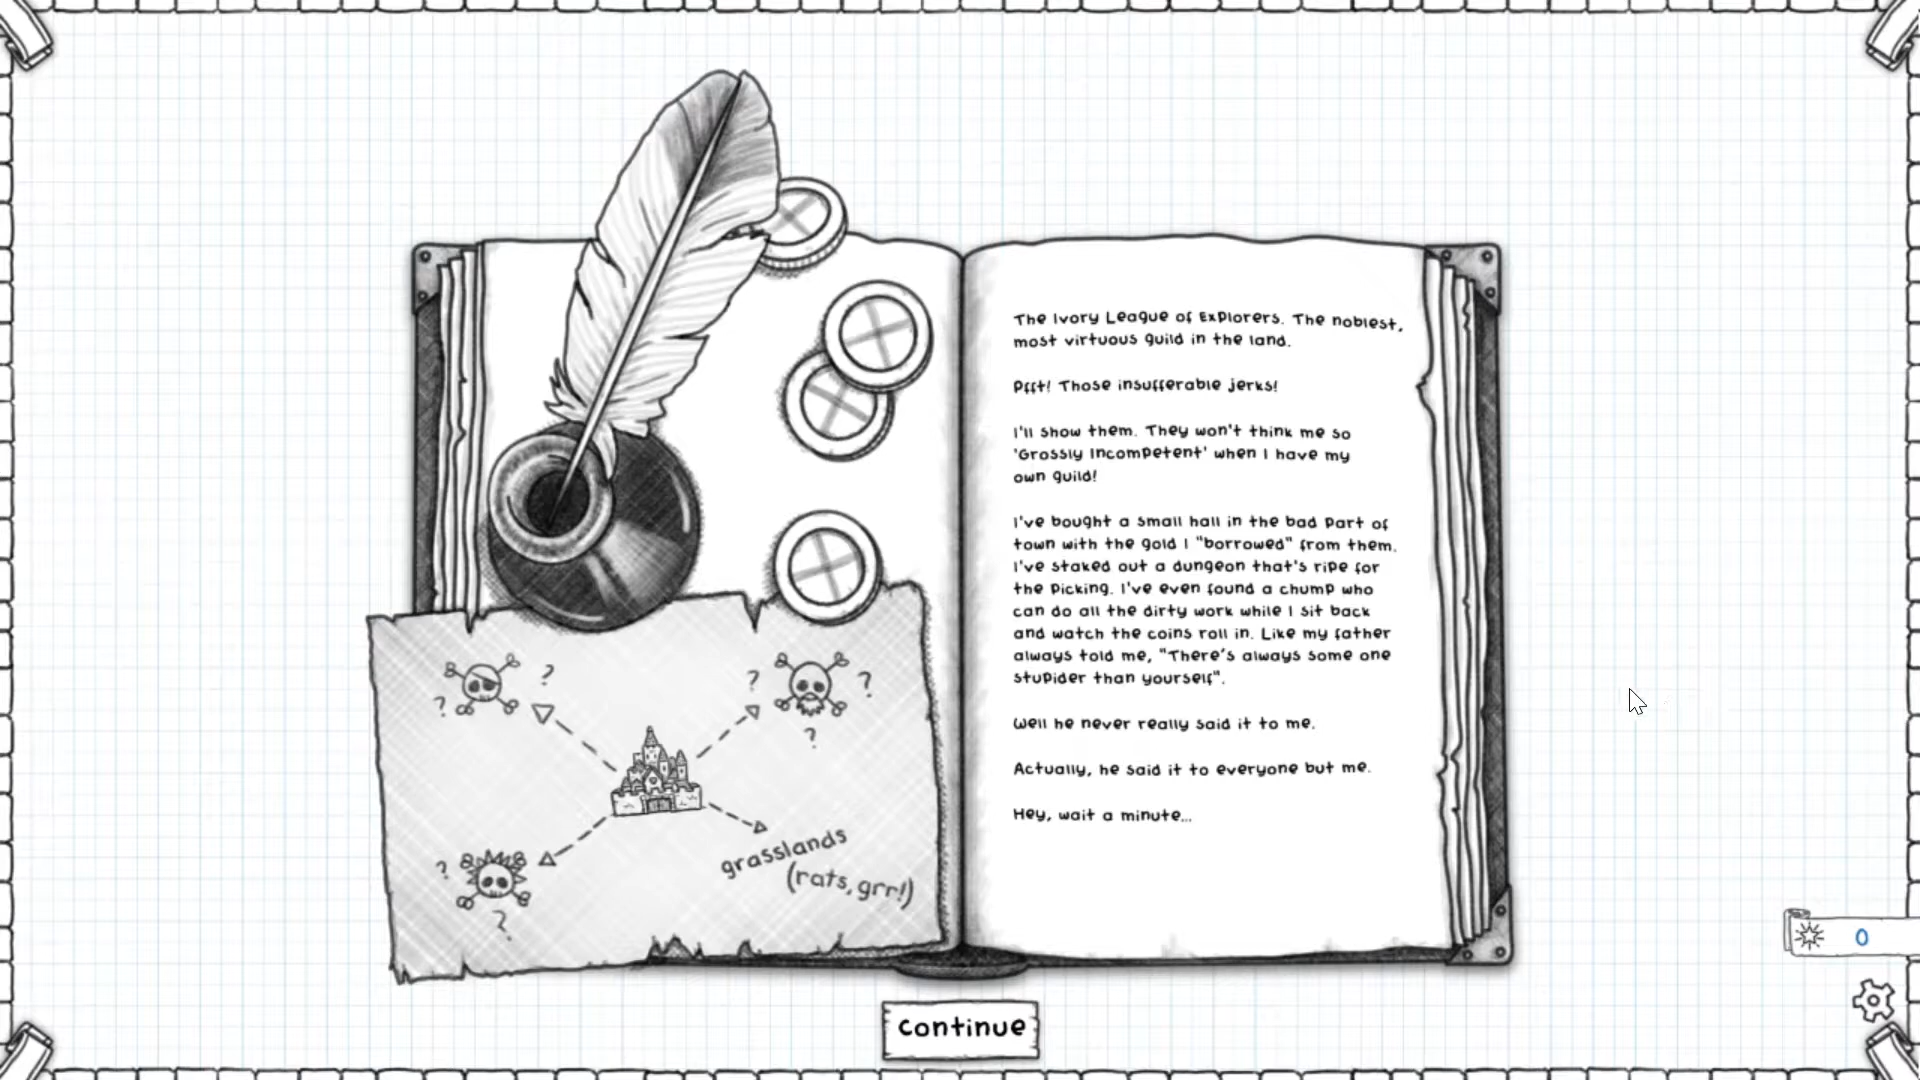 The Ivory League of Explorers. The noblest,
most virtuous guild in the land.
Pfft! Those insufferable jerks!
I'll show them. They won't think me so
'Grossly Incompetent' when I have my
own guild!
I've bought a small hall in the bad part of
town with the gold I "borrowed" from them.
I've staked out a dungeon that's ripe for
the picking. I've even found a chump who
can do all the dirty work while I sit back
and watch the coins roll in. Like my father
always told me, "There's always some one
stupider than yourself".
Well he never really said it to me.
Actually, he said it to everyone but me.
Hey, wait a minute...
? ?
? ? ?
? ?
grasslands
(rats, grr!)
0
continue